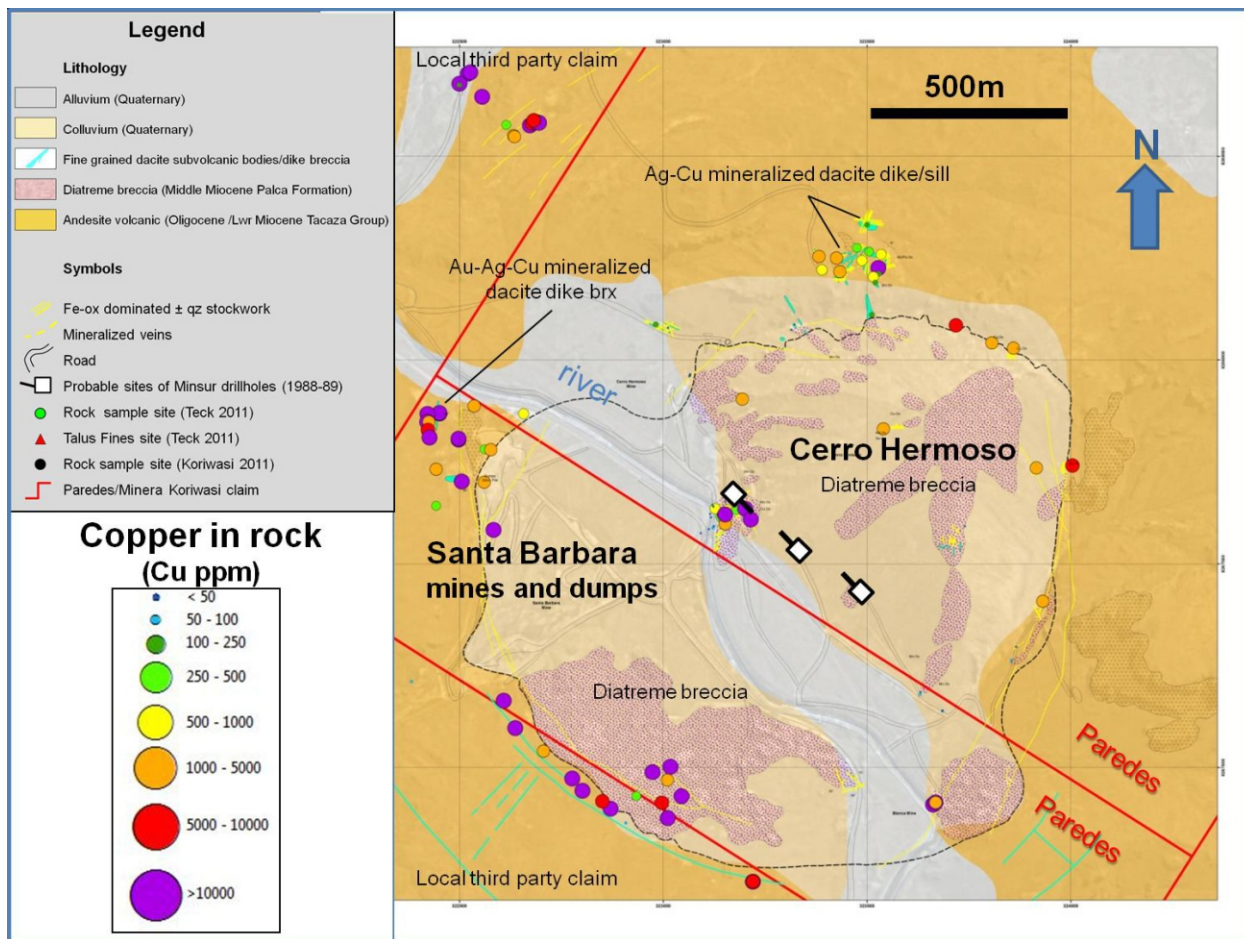 Legend
Lithology
Alluvium (Quaternary)
Colluvium (Quaternary)
Fine grained dacite subvolcanic bodies/dike breccia
Diatreme breccia (Middle Miocene Palca Formation)
Andesite volcanic (Oligocene /Lwr Miocene Tacaza Group)
Symbols
Fe-ox dominated ± qz stockwork
Mineralized veins
Road
Probable sites of Minsur drillholes (1988-89)
Rock sample site (Teck 2011)
Talus Fines site (Teck 2011)
Rock sample site (Koriwasi 2011)
Paredes/Minera Koriwasi claim
Copper in rock
(Cu ppm)
< 50
50 - 100
100 - 250
250 - 500
500 - 1000
1000 - 5000
5000 - 10000
>10000
Local third party claim
500m
N
Ag-Cu mineralized dacite dike/sill
Au-Ag-Cu mineralized
dacite dike brx
river
Cerro Hermoso
Diatreme breccia
Santa Barbara
mines and dumps
Diatreme breccia
Paredes
Paredes
Local third party claim